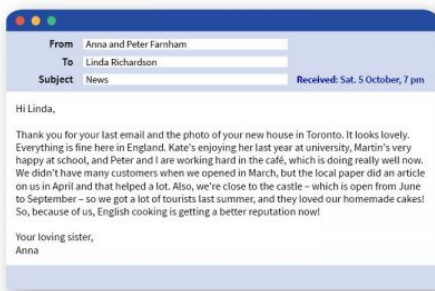 From Anna and Peter Farnham
To Linda Richardson
Subject News Received: Sat. 5 October, 7 pm
Hi Linda,
Thank you for your last email and the photo of your new house in Toronto. It looks lovely.
Everything is fine here in England. Kate's enjoying her last year at university, Martin's very
happy at school, and Peter and I are working hard in the café, which is doing really well now.
We didn't have many customers when we opened in March, but the local paper did an article
on us in April and that helped a lot. Also, we're close to the castle – which is open from June
to September – so we got a lot of tourists last summer, and they loved our homemade cakes!
So, because of us, English cooking is getting a better reputation now!
Your loving sister,
Anna